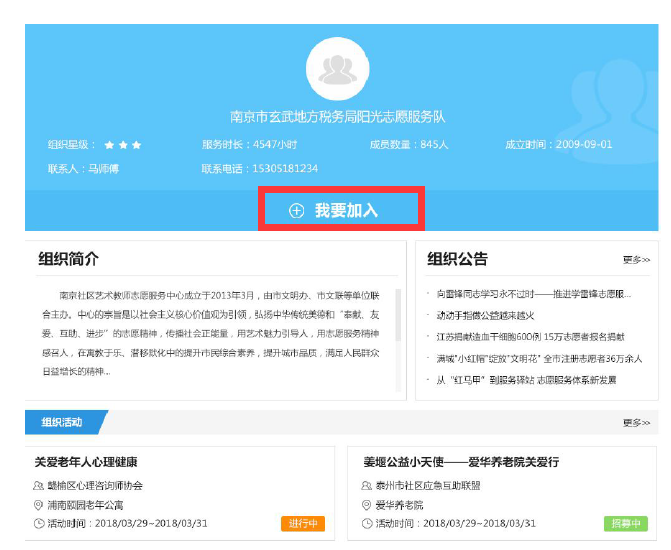 南京市玄武地方税务局阳光志愿服务队
组织星级： 服务时长：4547小时 成员数量：845人 成立时间：2009-09-01
联系人：马师傅 联系电话：15305181234
我要加入
组织简介
南京社区艺术教师志愿服务中心成立于2013年3月，由市文明办、市文联等单位联
合主办。中心的宗旨是以社会主义核心价值观为引领，弘扬中华传统美德和“奉献、友
爱、互助、进步”的志愿精神，传播社会正能量，用艺术魅力引导人，用志愿服务精神
感召人，在寓教于乐、潜移默化中的提升市民综合素养，提升城市品质，满足人民群众
日益增长的精神...
组织公告 更多>>
· 向雷锋同志学习永不过时——推进学雷锋志愿服...
· 动动手指做公益越来越火
· 江苏捐献造血干细胞600例 15万志愿者报名捐献
· 满城"小红帽"绽放"文明花" 全市注册志愿者36万余人
· 从“红马甲”到服务驿站 志愿服务体系新发展
组织活动 更多>>
关爱老年人心理健康
赣榆区心理咨询师协会
浦南颐园老年公寓
活动时间：2018/03/29~2018/03/31 进行中
姜堰公益小天使——爱华养老院关爱行
泰州市社区应急互助联盟
爱华养老院
活动时间：2018/03/29~2018/03/31 招募中